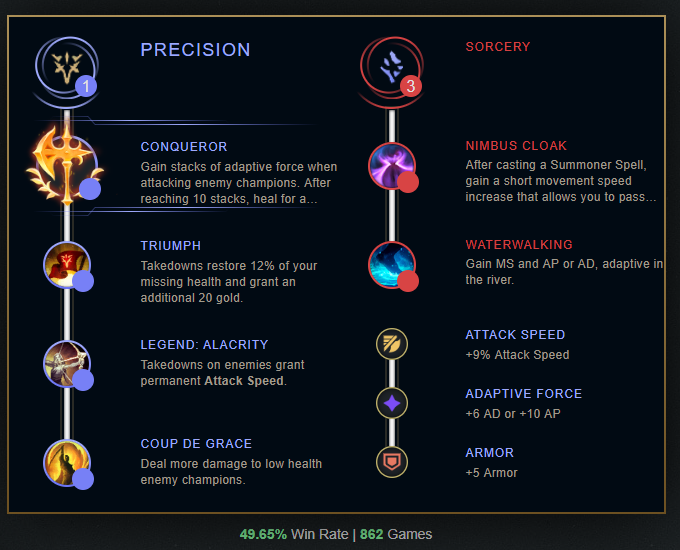 PRECISION
1
CONQUEROR
Gain stacks of adaptive force when
attacking enemy champions. After
reaching 10 stacks, heal for a...
TRIUMPH
Takedowns restore 12% of your
missing health and grant an
additional 20 gold.
LEGEND: ALACRITY
Takedowns on enemies grant
permanent Attack Speed.
COUP DE GRACE
Deal more damage to low health
enemy champions.
SORCERY
3
NIMBUS CLOAK
After casting a Summoner Spell,
gain a short movement speed
increase that allows you to pass...
WATERWALKING
Gain MS and AP or AD, adaptive in
the river.
ATTACK SPEED
+9% Attack Speed
ADAPTIVE FORCE
+6 AD or +10 AP
ARMOR
+5 Armor
49.65% Win Rate | 862 Games